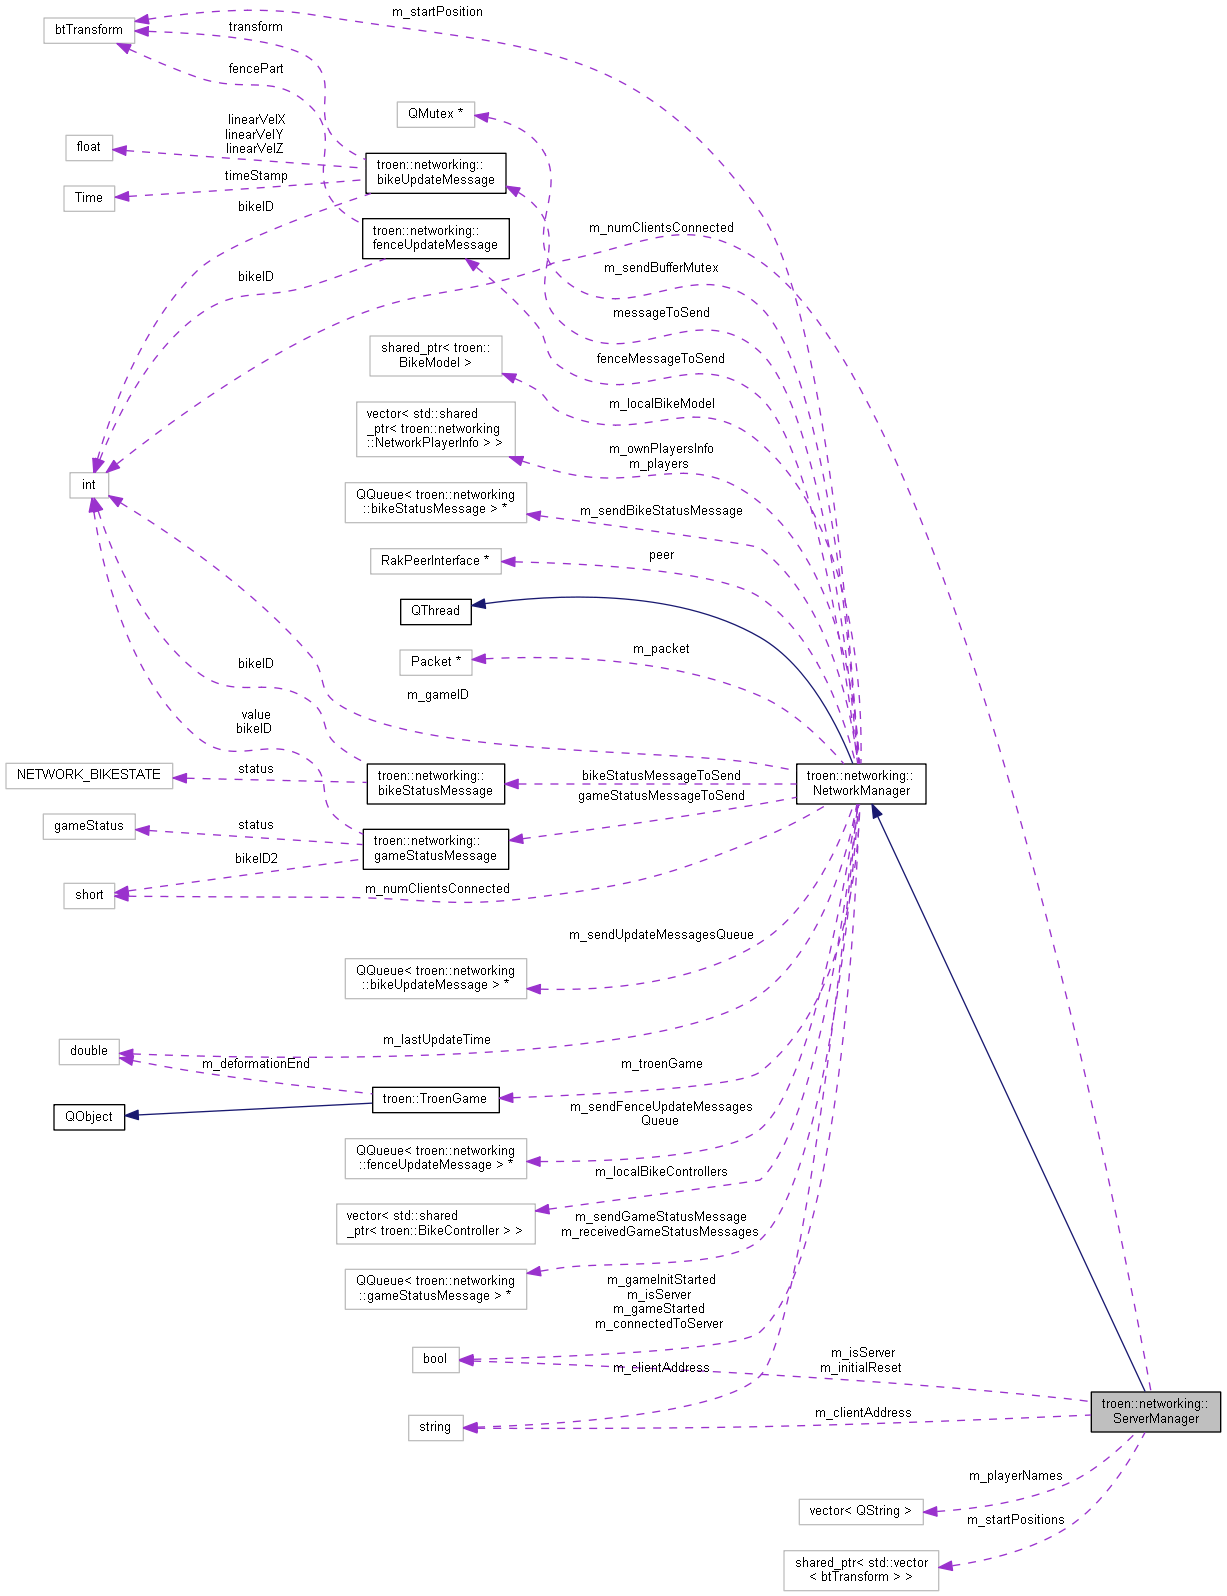 m_startPosition
btTransform
transform
fencePart
QMutex *
linearVelX
linearVelY
linearVelZ
float
troen::networking::
bikeUpdateMessage
timeStamp
Time
bikeID
troen::networking::
fenceUpdateMessage
m_numClientsConnected
m_sendBufferMutex
bikeID
messageToSend
shared_ptr< troen::
BikeModel >
fenceMessageToSend
m_localBikeModel
vector< std::shared
_ptr< troen::networking
::NetworkPlayerInfo > >
m_ownPlayersInfo
m_players
int
QQueue< troen::networking
::bikeStatusMessage > *
m_sendBikeStatusMessage
RakPeerInterface *
peer
QThread
Packet *
m_packet
bikeID
m_gameID
value
bikeID
NETWORK_BIKESTATE
status
troen::networking::
bikeStatusMessage
bikeStatusMessageToSend
gameStatusMessageToSend
troen::networking::
NetworkManager
gameStatus
status
troen::networking::
gameStatusMessage
bikeID2
short
m_numClientsConnected
m_sendUpdateMessagesQueue
QQueue< troen::networking
::bikeUpdateMessage > *
double
m_lastUpdateTime
m_deformationEnd
m_troenGame
troen::TroenGame
QObject
m_sendFenceUpdateMessages
Queue
QQueue< troen::networking
::fenceUpdateMessage > *
m_localBikeControllers
vector< std::shared
_ptr< troen::BikeController > >
m_sendGameStatusMessage
m_receivedGameStatusMessages
QQueue< troen::networking
::gameStatusMessage > *
m_gameInitStarted
m_isServer
m_gameStarted
m_connectedToServer
bool
m_clientAddress
m_isServer
m_initialReset
string
m_clientAddress
troen::networking::
ServerManager
m_playerNames
vector< QString >
m_startPositions
shared_ptr< std::vector
< btTransform > >